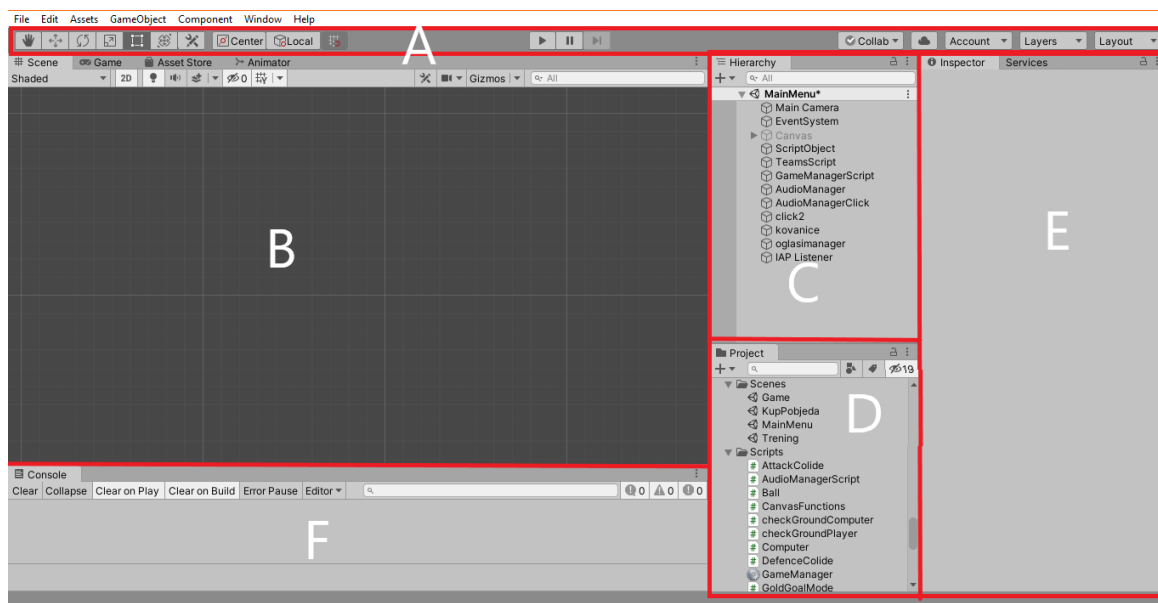 File Edit Assets GameObject Component Window Help
Center Local A Collab Account Layers Layout
Scene Game Asset Store Animator
Shaded 2D 0 Gizmos All
B
Hierarchy
All
MainMenu*
Main Camera
EventSystem
Canvas
ScriptObject
TeamsScript
GameManagerScript
AudioManager
AudioManagerClick
click2
kovanice
oglasimanager
IAP Listener
C
Inspector Services
E
Project
19
Scenes
Game
KupPobjeda
MainMenu
Trening
D
Scripts
AttackColide
AudioManagerScript
Ball
CanvasFunctions
checkGroundComputer
checkGroundPlayer
Computer
DefenceColide
GameManager
GoldGoalMode
Console
Clear Collapse Clear on Play Clear on Build Error Pause Editor 0 0 0
F